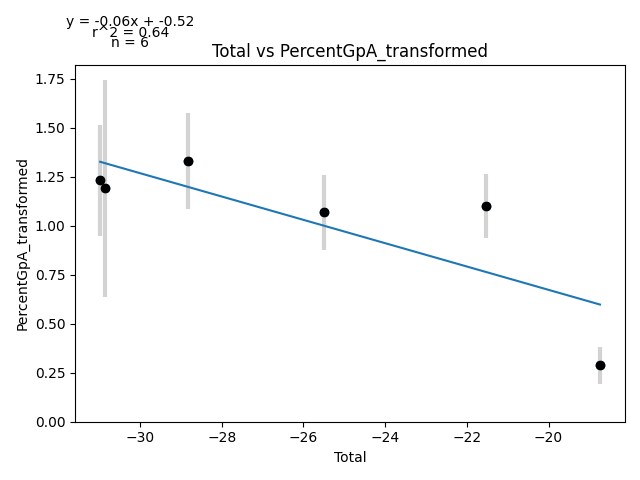 y = -0.06x + -0.52
r^2 = 0.64
n = 6
Total vs PercentGpA_transformed
PercentGpA_transformed
1.75
1.50
1.25
1.00
0.75
0.50
0.25
0.00
−30
−28
−26
−24
−22
−20
Total